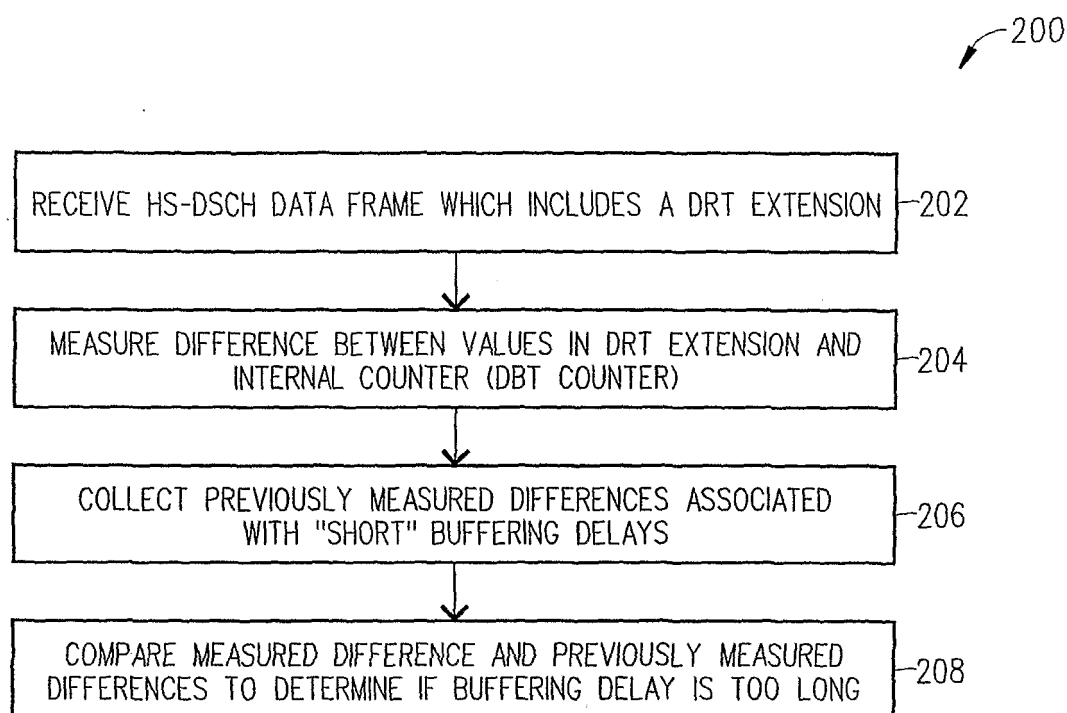 200
RECEIVE HS-DSCH DATA FRAME WHICH INCLUDES A DRT EXTENSION
202
MEASURE DIFFERENCE BETWEEN VALUES IN DRT EXTENSION AND
INTERNAL COUNTER (DBT COUNTER)
204
COLLECT PREVIOUSLY MEASURED DIFFERENCES ASSOCIATED
WITH "SHORT" BUFFERING DELAYS
206
COMPARE MEASURED DIFFERENCE AND PREVIOUSLY MEASURED
DIFFERENCES TO DETERMINE IF BUFFERING DELAY IS TOO LONG
208